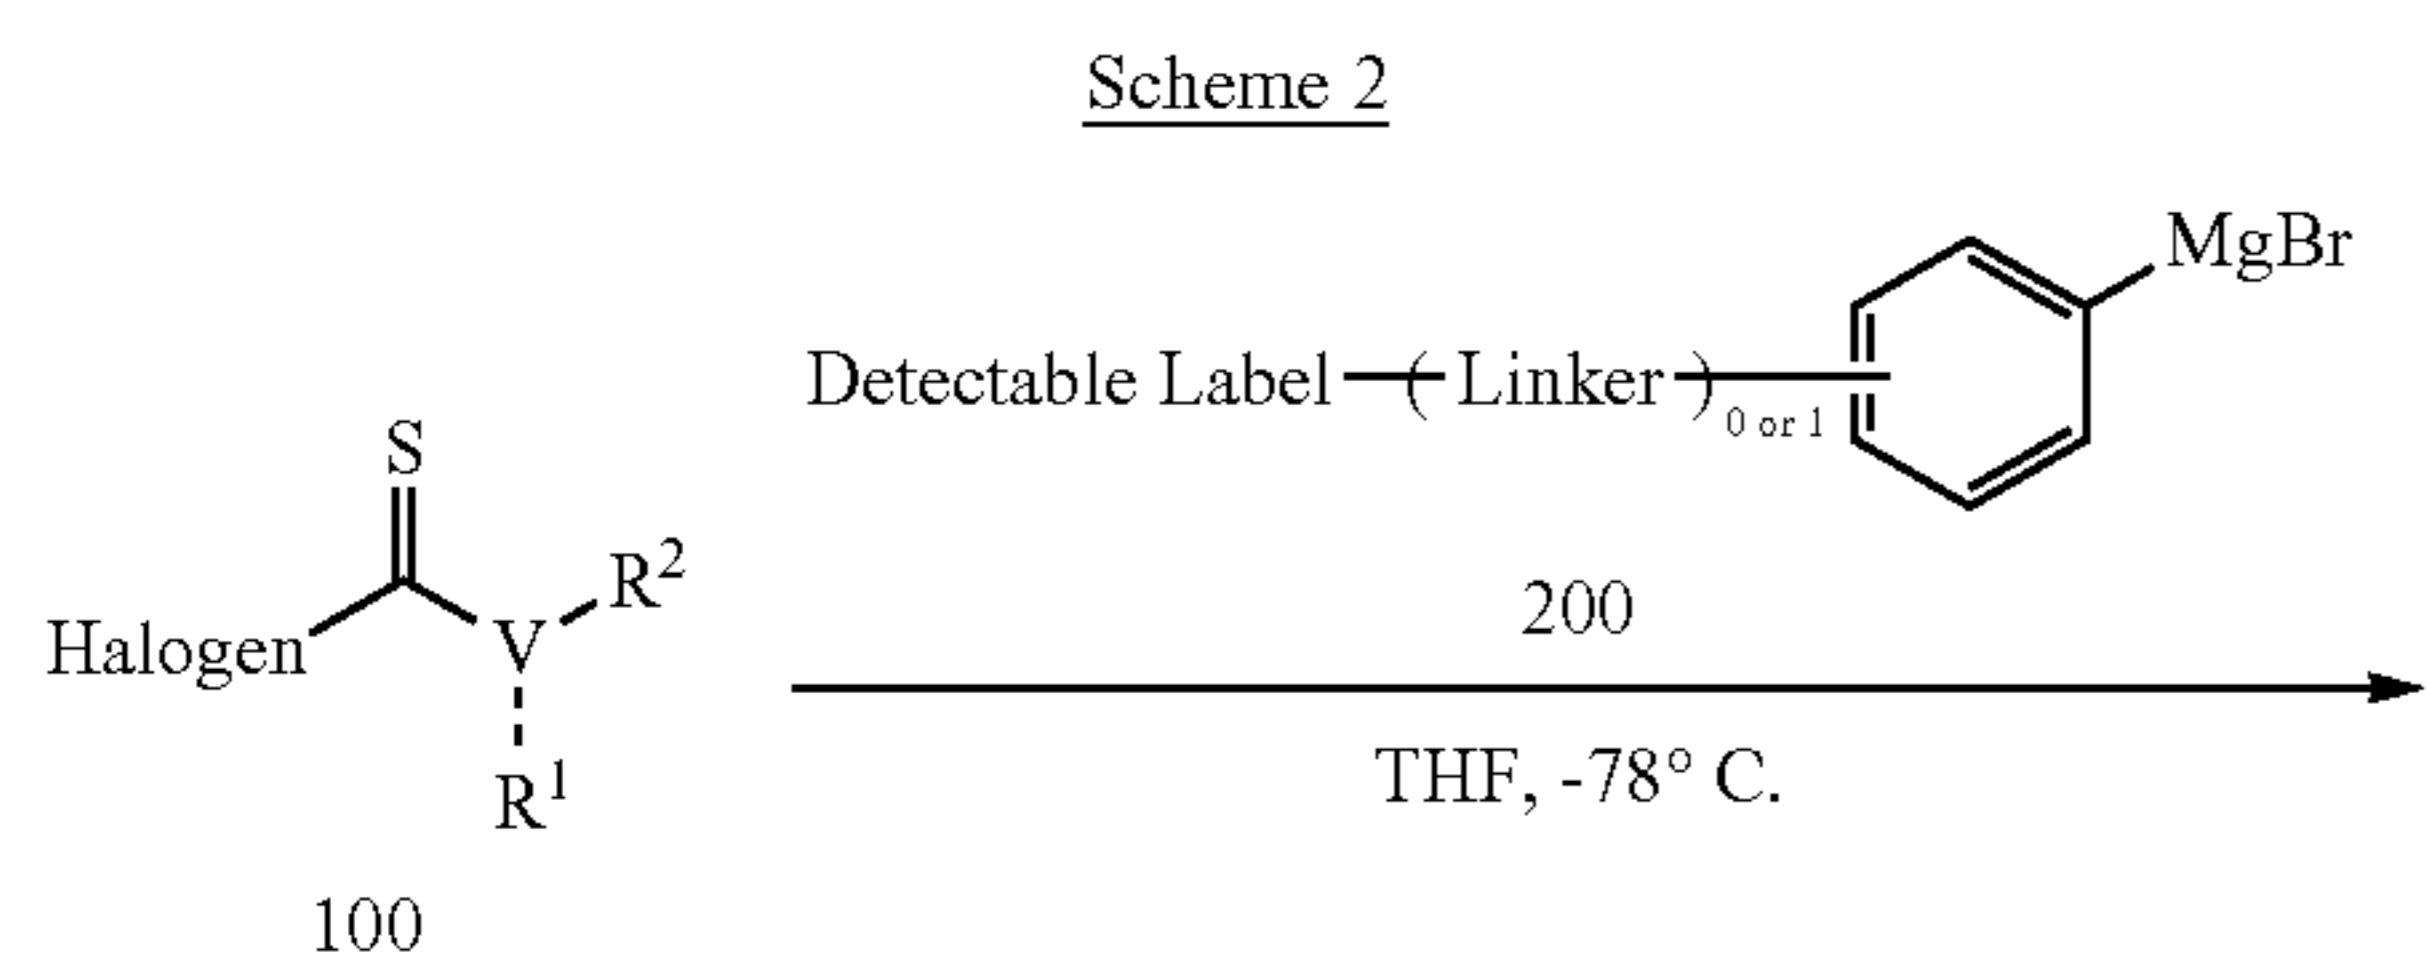 Scheme 2
MgBr
Detectable Label ( Linker ) 0 or 1
S
R2
Halogen V
200
R1
THF, -78° C.
100